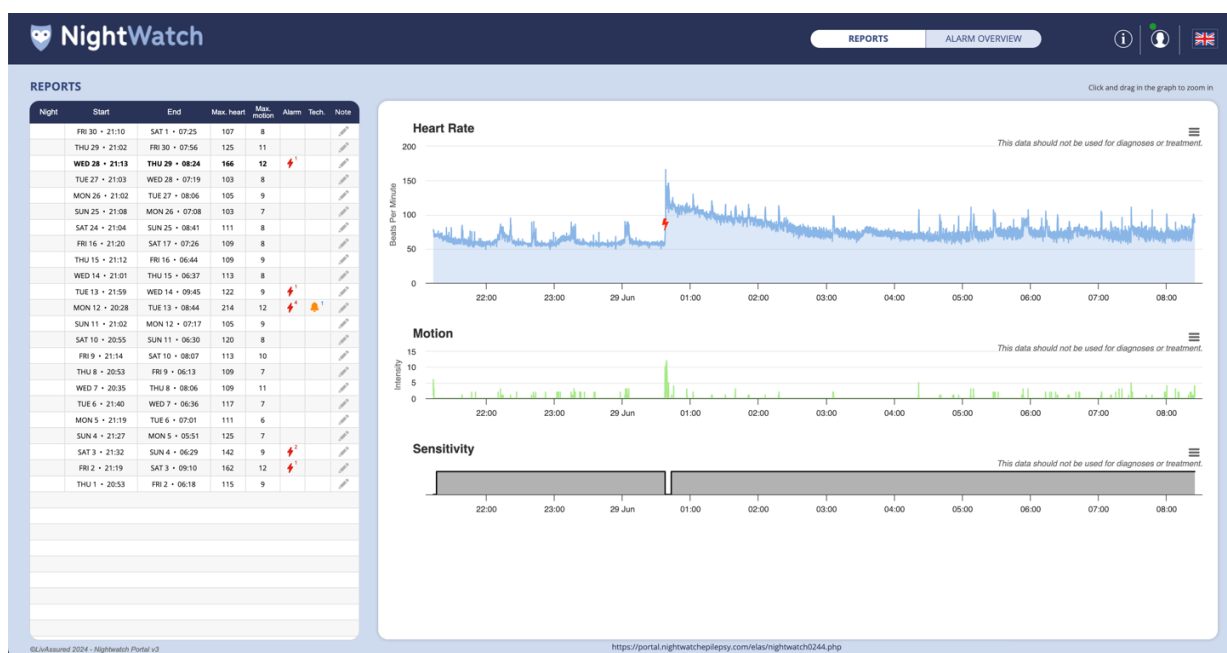 NightWatch
REPORTS ALARM OVERVIEW
REPORTS
Click and drag in the graph to zoom in
Night Start End Max. heart Max. motion Alarm Tech. Note
FRI 30 • 21:10 SAT 1 • 07:25 107 8
THU 29 • 21:02 FRI 30 • 07:56 125 11
WED 28 • 21:13 THU 29 • 08:24 166 12 1
TUE 27 • 21:03 WED 28 • 07:19 103 8
MON 26 • 21:02 TUE 27 • 08:06 105 9
SUN 25 • 21:08 MON 26 • 07:08 103 7
SAT 24 • 21:04 SUN 25 • 08:41 111 8
FRI 16 • 21:20 SAT 17 • 07:26 109 8
THU 15 • 21:12 FRI 16 • 06:44 109 9
WED 14 • 21:01 THU 15 • 06:37 113 8
TUE 13 • 21:59 WED 14 • 09:45 122 9 1
MON 12 • 20:28 TUE 13 • 08:44 214 12 4 1
SUN 11 • 21:02 MON 12 • 07:17 105 9
SAT 10 • 20:55 SUN 11 • 06:30 120 8
FRI 9 • 21:14 SAT 10 • 08:07 113 10
THU 8 • 20:53 FRI 9 • 06:13 109 7
WED 7 • 20:35 THU 8 • 08:06 109 11
TUE 6 • 21:40 WED 7 • 06:36 117 7
MON 5 • 21:19 TUE 6 • 07:01 111 6
SUN 4 • 21:27 MON 5 • 05:51 125 7
SAT 3 • 21:32 SUN 4 • 06:29 142 9 2
FRI 2 • 21:19 SAT 3 • 09:10 162 12 1
THU 1 • 20:53 FRI 2 • 06:18 115 9
Heart Rate
This data should not be used for diagnoses or treatment.
Beats Per Minute
200
150
100
50
0
22:00 23:00 29 Jun 01:00 02:00 03:00 04:00 05:00 06:00 07:00 08:00
Motion
This data should not be used for diagnoses or treatment.
Intensity
15
10
5
0
22:00 23:00 29 Jun 01:00 02:00 03:00 04:00 05:00 06:00 07:00 08:00
Sensitivity
This data should not be used for diagnoses or treatment.
22:00 23:00 29 Jun 01:00 02:00 03:00 04:00 05:00 06:00 07:00 08:00
©LivAssured 2024 - Nightwatch Portal v3
https://portal.nightwatchepilepsy.com/elas/nightwatch0244.php